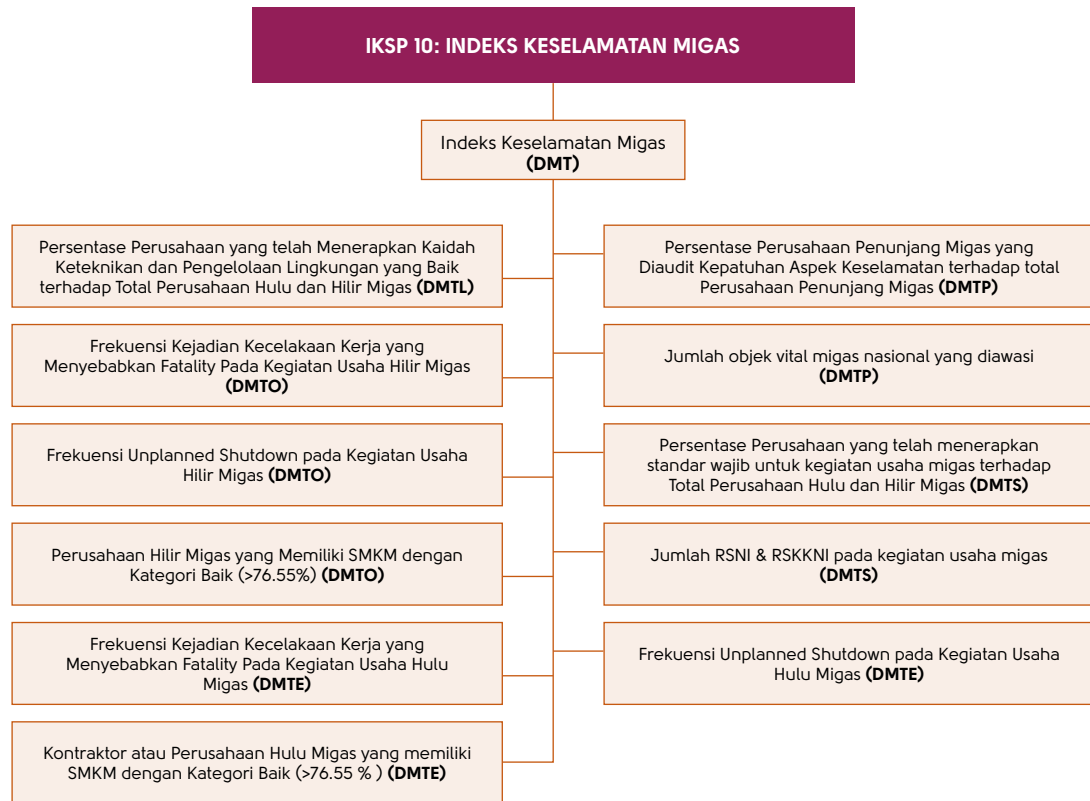 IKSP 10: INDEKS KESELAMATAN MIGAS
Indeks Keselamatan Migas
(DMT)
Persentase Perusahaan yang telah Menerapkan Kaidah
Keteknikan dan Pengelolaan Lingkungan yang Baik
terhadap Total Perusahaan Hulu dan Hilir Migas (DMTL)
Frekuensi Kejadian Kecelakaan Kerja yang
Menyebabkan Fatality Pada Kegiatan Usaha Hilir Migas
(DMTO)
Frekuensi Unplanned Shutdown pada Kegiatan Usaha
Hilir Migas (DMTO)
Perusahaan Hilir Migas yang Memiliki SMKM dengan
Kategori Baik (>76.55%) (DMTO)
Frekuensi Kejadian Kecelakaan Kerja yang
Menyebabkan Fatality Pada Kegiatan Usaha Hulu
Migas (DMTE)
Kontraktor atau Perusahaan Hulu Migas yang memiliki
SMKM dengan Kategori Baik (>76.55 % ) (DMTE)
Persentase Perusahaan Penunjang Migas yang
Diaudit Kepatuhan Aspek Keselamatan terhadap total
Perusahaan Penunjang Migas (DMTP)
Jumlah objek vital migas nasional yang diawasi
(DMTP)
Persentase Perusahaan yang telah menerapkan
standar wajib untuk kegiatan usaha migas terhadap
Total Perusahaan Hulu dan Hilir Migas (DMTS)
Jumlah RSNI & RSKKNI pada kegiatan usaha migas
(DMTS)
Frekuensi Unplanned Shutdown pada Kegiatan Usaha
Hulu Migas (DMTE)